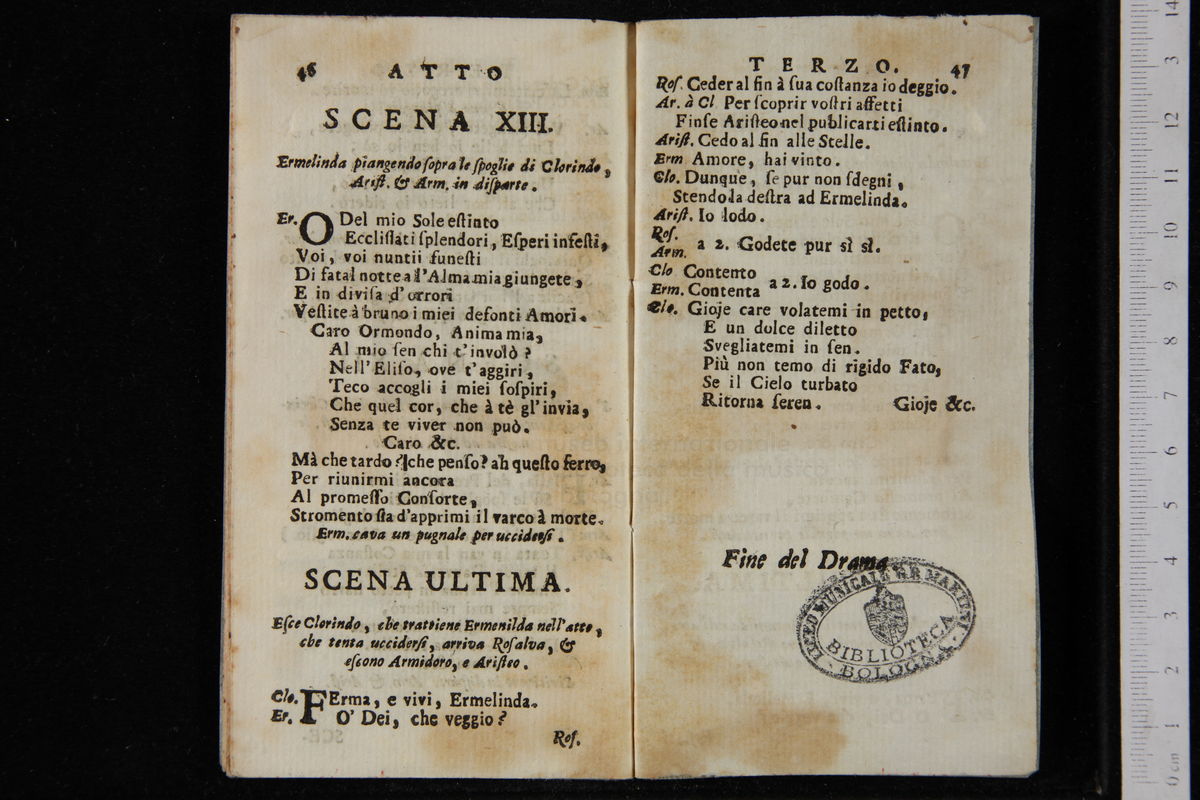 46 ATTO
SCENA XIII.
Ermelinda piangendo ſopra le ſpoglie di Clorindo,
Ariſt. & Arm. in diſparte.
Er. O Del mio Sole eſtinto
Eccliſſati ſplendori, Eſperi infeſti,
Voi, voi nuntii funeſti
Di fatal notte all'Alma mia giungete,
E in diviſa d'orrori
Veſtite à bruno i miei defonti Amori.
Caro Ormondo, Anima mia,
Al mio ſen chi t'involò?
Nell'Eliſo, ove t'aggiri,
Teco accogli i miei ſoſpiri,
Che quel cor, che à tè gl'invia,
Senza te viver non può.
Caro &c.
Mà che tardo? che penſo? ah queſto ferro,
Per riunirmi ancora
Al promeſſo Conſorte,
Stromento ſia d'apprimi il varco à morte.
Erm. cava un pugnale per ucciderſi.
SCENA ULTIMA.
Eſce Clorindo, che trattiene Ermenilda nell'atto,
che tenta ucciderſi, arriva Roſalva, &
eſcono Armidoro, e Ariſteo.
Clo. FErma, e vivi, Ermelinda.
Er. O' Dei, che veggio?
Roſ.
TERZO. 47
Roſ. Ceder al fin à ſua coſtanza io deggio.
Ar. à Cl Per ſcoprir voſtri affetti
Finſe Ariſteo nel publicarti eſtinto.
Ariſt. Cedo al fin alle Stelle.
Erm Amore, hai vinto.
Clo. Dunque, ſe pur non ſdegni,
Stendo la deſtra ad Ermelinda.
Ariſt. Io lodo.
Roſ.
Arm. a 2. Godete pur sì sì.
Clo Contento
Erm. Contenta a 2. Io godo.
Clo. Gioje care volatemi in petto,
E un dolce diletto
Svegliatemi in ſen.
Più non temo di rigido Fato,
Se il Cielo turbato
Ritorna ſeren. Gioje &c.
Fine del Drama.
LICEO MUSICALE G.B. MARTINI
BIBLIOTECA
BOLOGNA